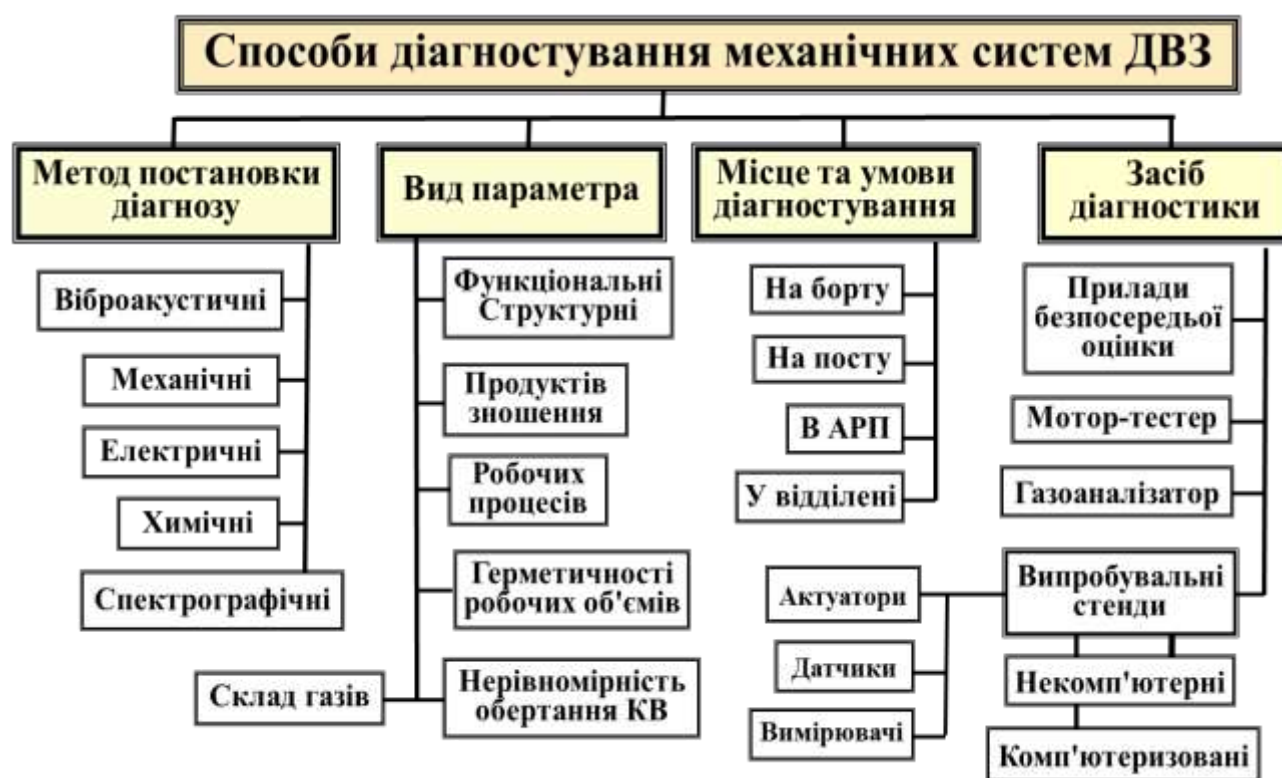 Способи діагностування механічних систем ДВЗ
Метод постановки
діагнозу
Віброакустичні
Механічні
Електричні
Химічні
Спектрографічні
Вид параметра
Функціональні
Структурні
Продуктів
зношення
Робочих
процесів
Герметичності
робочих об'ємів
Склад газів
Нерівномірність
обертання КВ
Місце та умови
діагностування
На борту
На посту
В АРП
У відділені
Засіб
діагностики
Прилади
безпосередьої
оцінки
Мотор-тестер
Газоаналізатор
Випробувальні
стенди
Актуатори
Датчики
Вимірювачі
Некомп'ютерні
Комп'ютеризовані